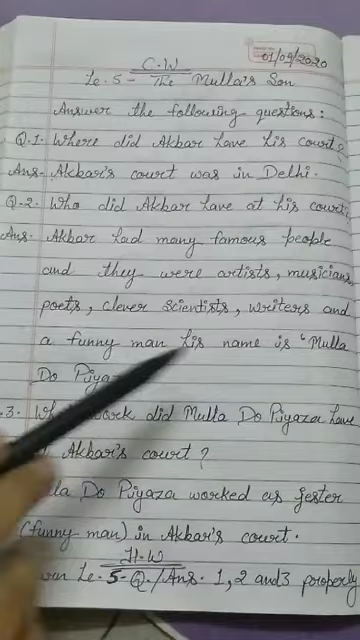 C.W
01/09/2020
Le. 5 - The Mulla's Son
Answer the following questions:
Q.1. Where did Akbar have his court?
Ans- Akbar's court was in Delhi.
Q.2. Who did Akbar have at his court?
Ans. Akbar had many famous people
and they were artists, musicians,
poets, clever scientists, writers and
a funny man his name is "Mulla
Do Piyaza
.3. What work did Mulla Do Piyaza have
Akbar's court?
Do Piyaza worked as jester
(funny man) in Akbar's court.
H.W
Le. 5- Q./Ans. 1, 2 and 3 properly